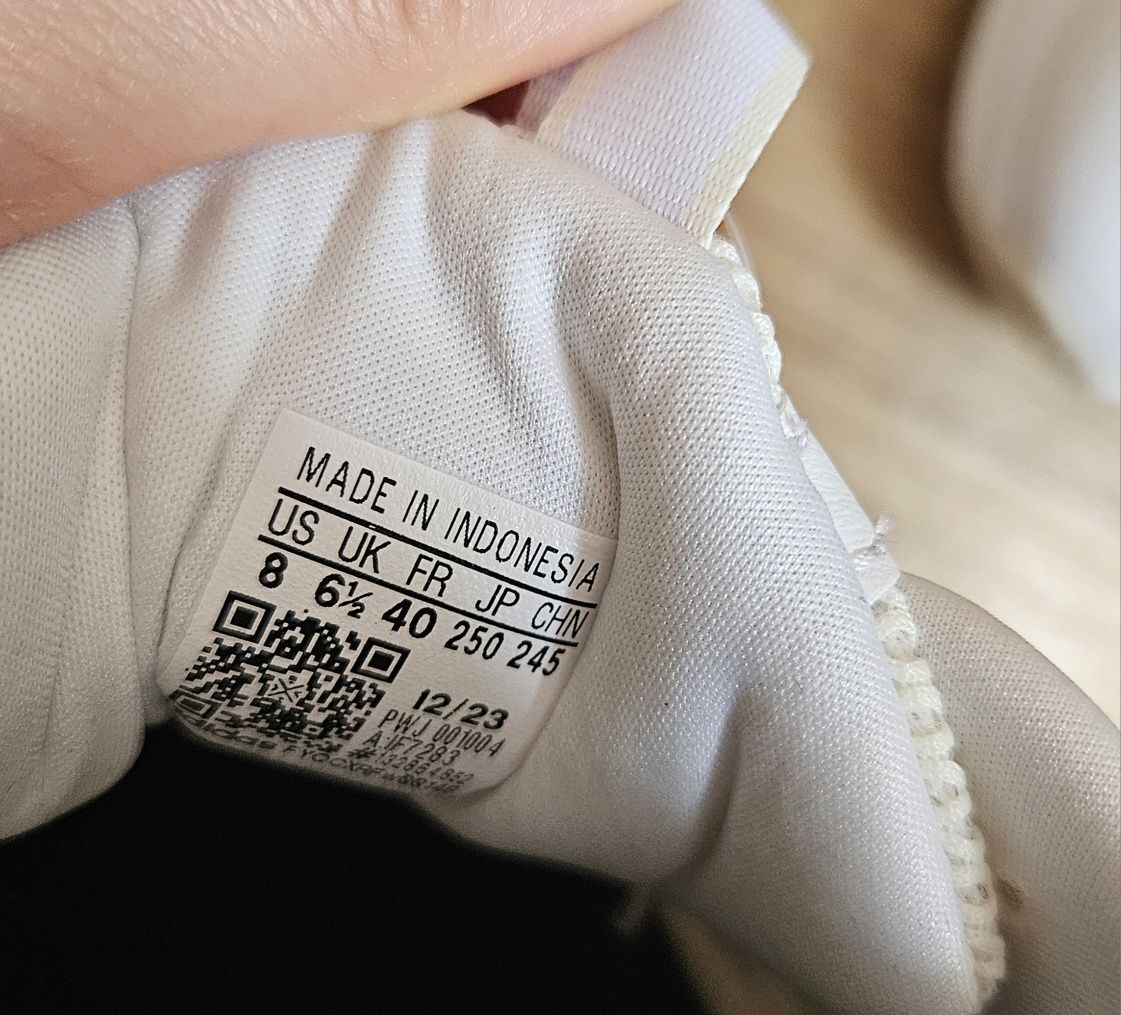 MADE IN INDONESIA
US UK FR JP CHN
8 6½ 40 250 245
12/23
PWJ 001004